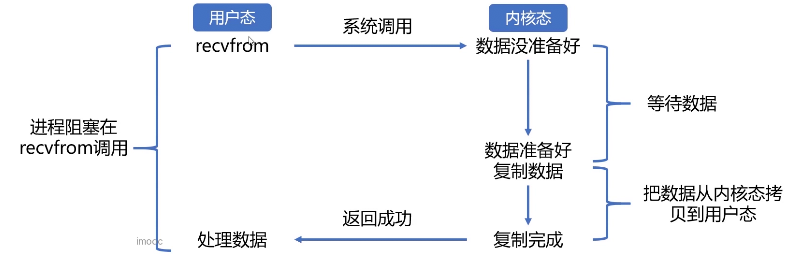 用户态
内核态
recvfrom
系统调用
数据没准备好
等待数据
进程阻塞在
recvfrom调用
数据准备好
复制数据
把数据从内核态拷
贝到用户态
返回成功
imooc
处理数据
复制完成